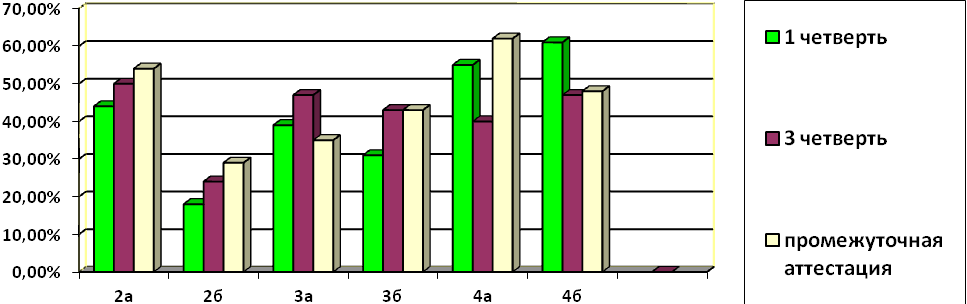 70,00%
60,00%
50,00%
40,00%
30,00%
20,00%
10,00%
0,00%
2а
2б
3а
3б
4а
4б
1 четверть
3 четверть
промежуточная
аттестация